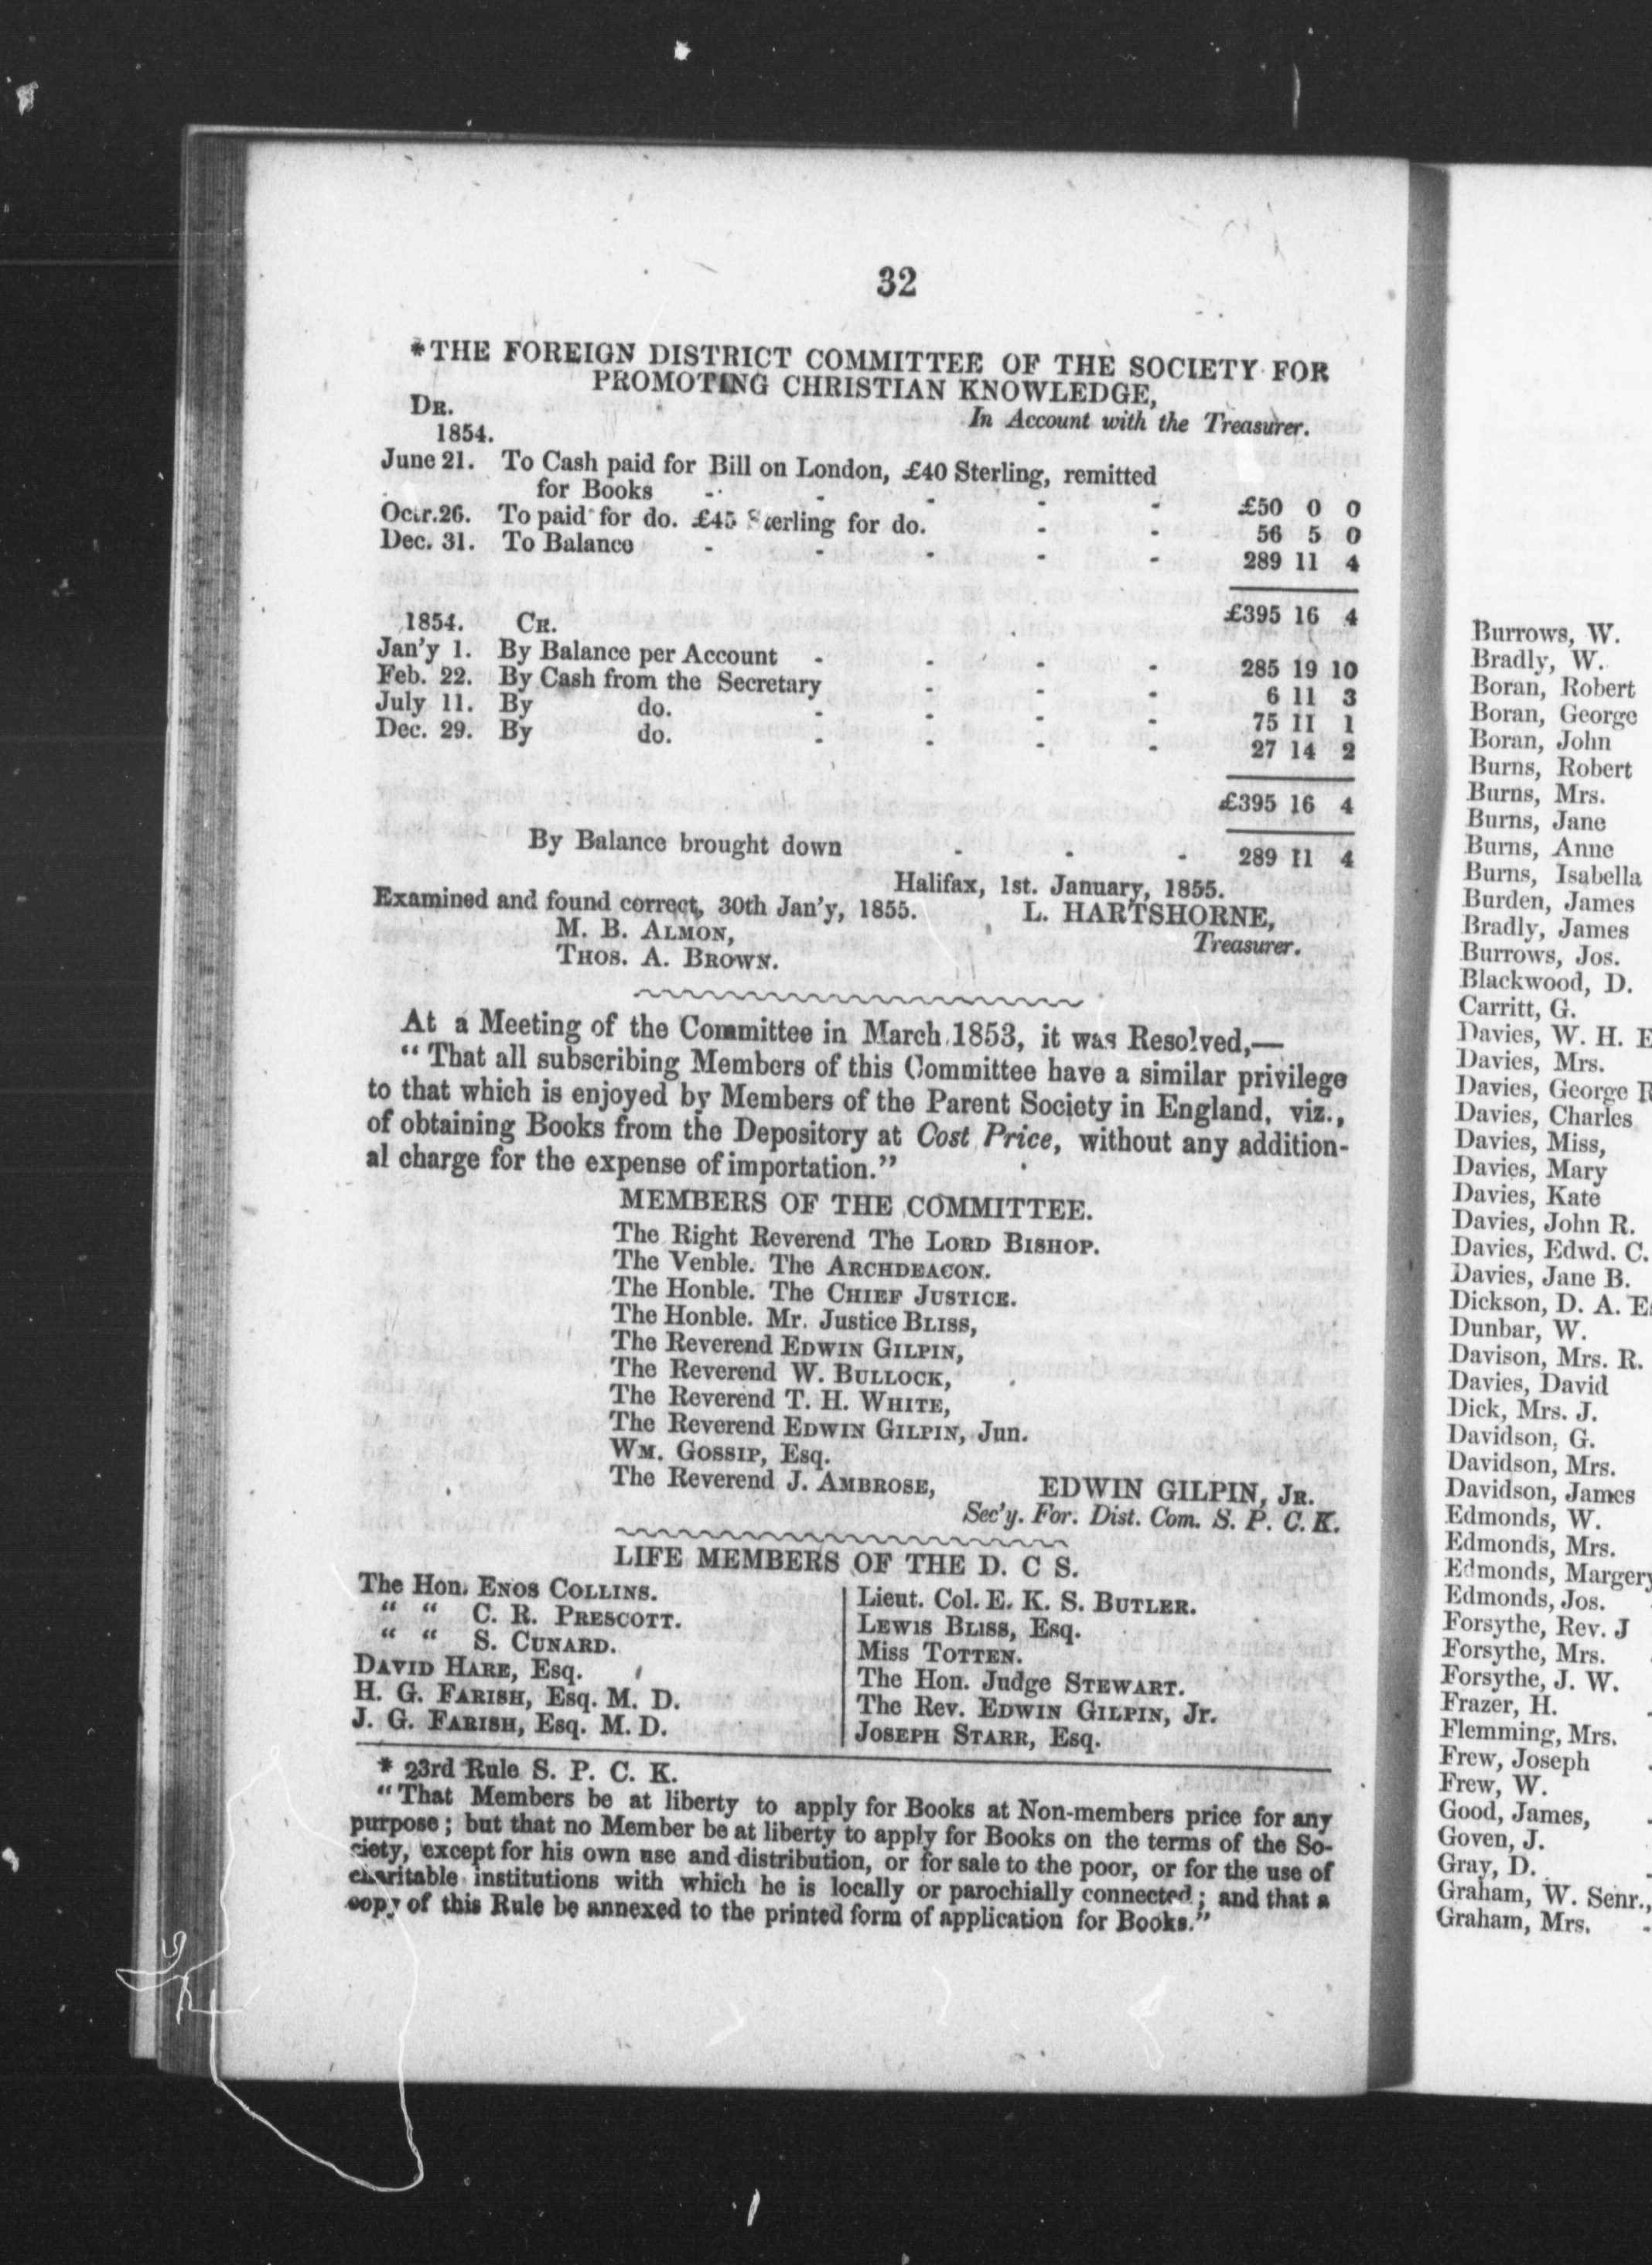 32
*THE FOREIGN DISTRICT COMMITTEE OF THE SOCIETY FOR
PROMOTING CHRISTIAN KNOWLEDGE,
DR. In Account with the Treasurer.
1854.
June 21. To Cash paid for Bill on London, £40 Sterling, remitted
for Books - - - - - £50 0 0
Octr.26. To paid for do. £45 Sterling for do. - - 56 5 0
Dec. 31. To Balance - - - - - 289 11 4
£395 16 4
1854. CR.
Jan'y 1. By Balance per Account - - - - 285 19 10
Feb. 22. By Cash from the Secretary - - - 6 11 3
July 11. By do. - - - - 75 11 1
Dec. 29. By do. - - - - 27 14 2
£395 16 4
By Balance brought down - - - 289 11 4
Halifax, 1st. January, 1855.
Examined and found correct, 30th Jan'y, 1855. L. HARTSHORNE,
M. B. ALMON, Treasurer.
THOS. A. BROWN.
At a Meeting of the Committee in March 1853, it was Resolved,—
"That all subscribing Members of this Committee have a similar privilege
to that which is enjoyed by Members of the Parent Society in England, viz.,
of obtaining Books from the Depository at Cost Price, without any addition-
al charge for the expense of importation."
MEMBERS OF THE COMMITTEE.
The Right Reverend The LORD BISHOP.
The Venble. The ARCHDEACON.
The Honble. The CHIEF JUSTICE.
The Honble. Mr. Justice BLISS,
The Reverend EDWIN GILPIN,
The Reverend W. BULLOCK,
The Reverend T. H. WHITE,
The Reverend EDWIN GILPIN, Jun.
WM. GOSSIP, Esq.
The Reverend J. AMBROSE,
EDWIN GILPIN, JR.
Sec'y. For. Dist. Com. S. P. C. K.
LIFE MEMBERS OF THE D. C S.
The Hon. ENOS COLLINS.
" " C. R. PRESCOTT.
" " S. CUNARD.
DAVID HARE, Esq.
H. G. FARISH, Esq. M. D.
J. G. FARISH, Esq. M. D.
Lieut. Col. E. K. S. BUTLER.
LEWIS BLISS, Esq.
Miss TOTTEN.
The Hon. Judge STEWART.
The Rev. EDWIN GILPIN, Jr.
JOSEPH STARR, Esq.
* 23rd Rule S. P. C. K.
"That Members be at liberty to apply for Books at Non-members price for any
purpose; but that no Member be at liberty to apply for Books on the terms of the So-
ciety, except for his own use and distribution, or for sale to the poor, or for the use of
charitable institutions with which he is locally or parochially connected; and that a
copy of this Rule be annexed to the printed form of application for Books."
Burrows, W.
Bradly, W.
Boran, Robert
Boran, George
Boran, John
Burns, Robert
Burns, Mrs.
Burns, Jane
Burns, Anne
Burns, Isabella
Burden, James
Bradly, James
Burrows, Jos.
Blackwood, D.
Carritt, G.
Davies, W. H. E
Davies, Mrs.
Davies, George R
Davies, Charles
Davies, Miss,
Davies, Mary
Davies, Kate
Davies, John R.
Davies, Edwd. C.
Davies, Jane B.
Dickson, D. A. Es
Dunbar, W.
Davison, Mrs. R.
Davies, David
Dick, Mrs. J.
Davidson, G.
Davidson, Mrs.
Davidson, James
Edmonds, W.
Edmonds, Mrs.
Edmonds, Margery
Edmonds, Jos.
Forsythe, Rev. J
Forsythe, Mrs.
Forsythe, J. W.
Frazer, H.
Flemming, Mrs.
Frew, Joseph
Frew, W.
Good, James,
Goven, J.
Gray, D.
Graham, W. Senr.,
Graham, Mrs.